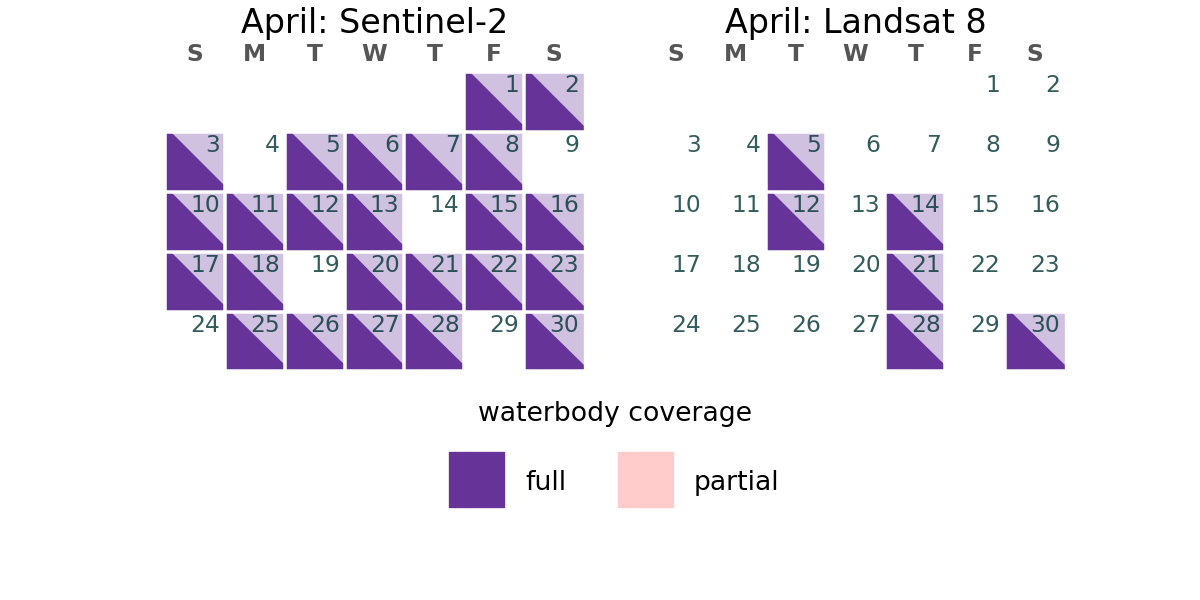 April: Sentinel-2
S M T W T F S
1 2
3 4 5 6 7 8 9
10 11 12 13 14 15 16
17 18 19 20 21 22 23
24 25 26 27 28 29 30
April: Landsat 8
S M T W T F S
1 2
3 4 5 6 7 8 9
10 11 12 13 14 15 16
17 18 19 20 21 22 23
24 25 26 27 28 29 30
waterbody coverage
full
partial